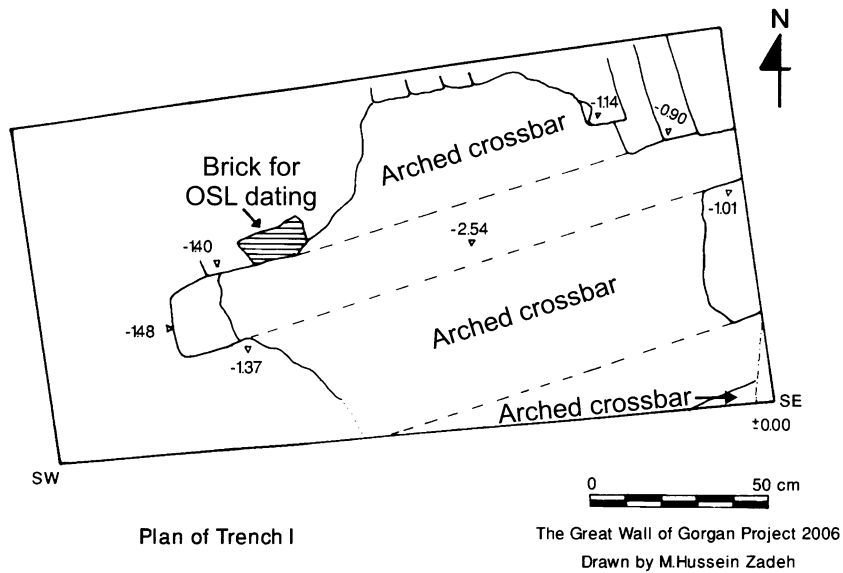 N
-1.14
-0.90
Arched crossbar
Brick for
OSL dating
-1.01
-2.54
-140
Arched crossbar
-148
-1.37
Arched crossbar
SE
±0.00
SW
0 50 cm
Plan of Trench I
The Great Wall of Gorgan Project 2006
Drawn by M.Hussein Zadeh